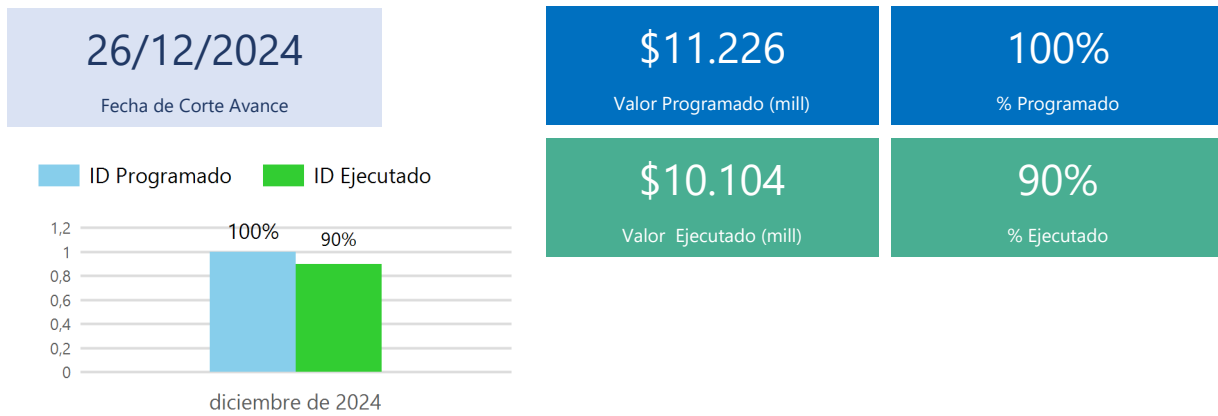 26/12/2024
Fecha de Corte Avance
$11.226
Valor Programado (mill)
100%
% Programado
$10.104
Valor  Ejecutado (mill)
90%
% Ejecutado
ID Programado
ID Ejecutado
1,2
1
0,8
0,6
0,4
0,2
0
100%
90%
diciembre de 2024